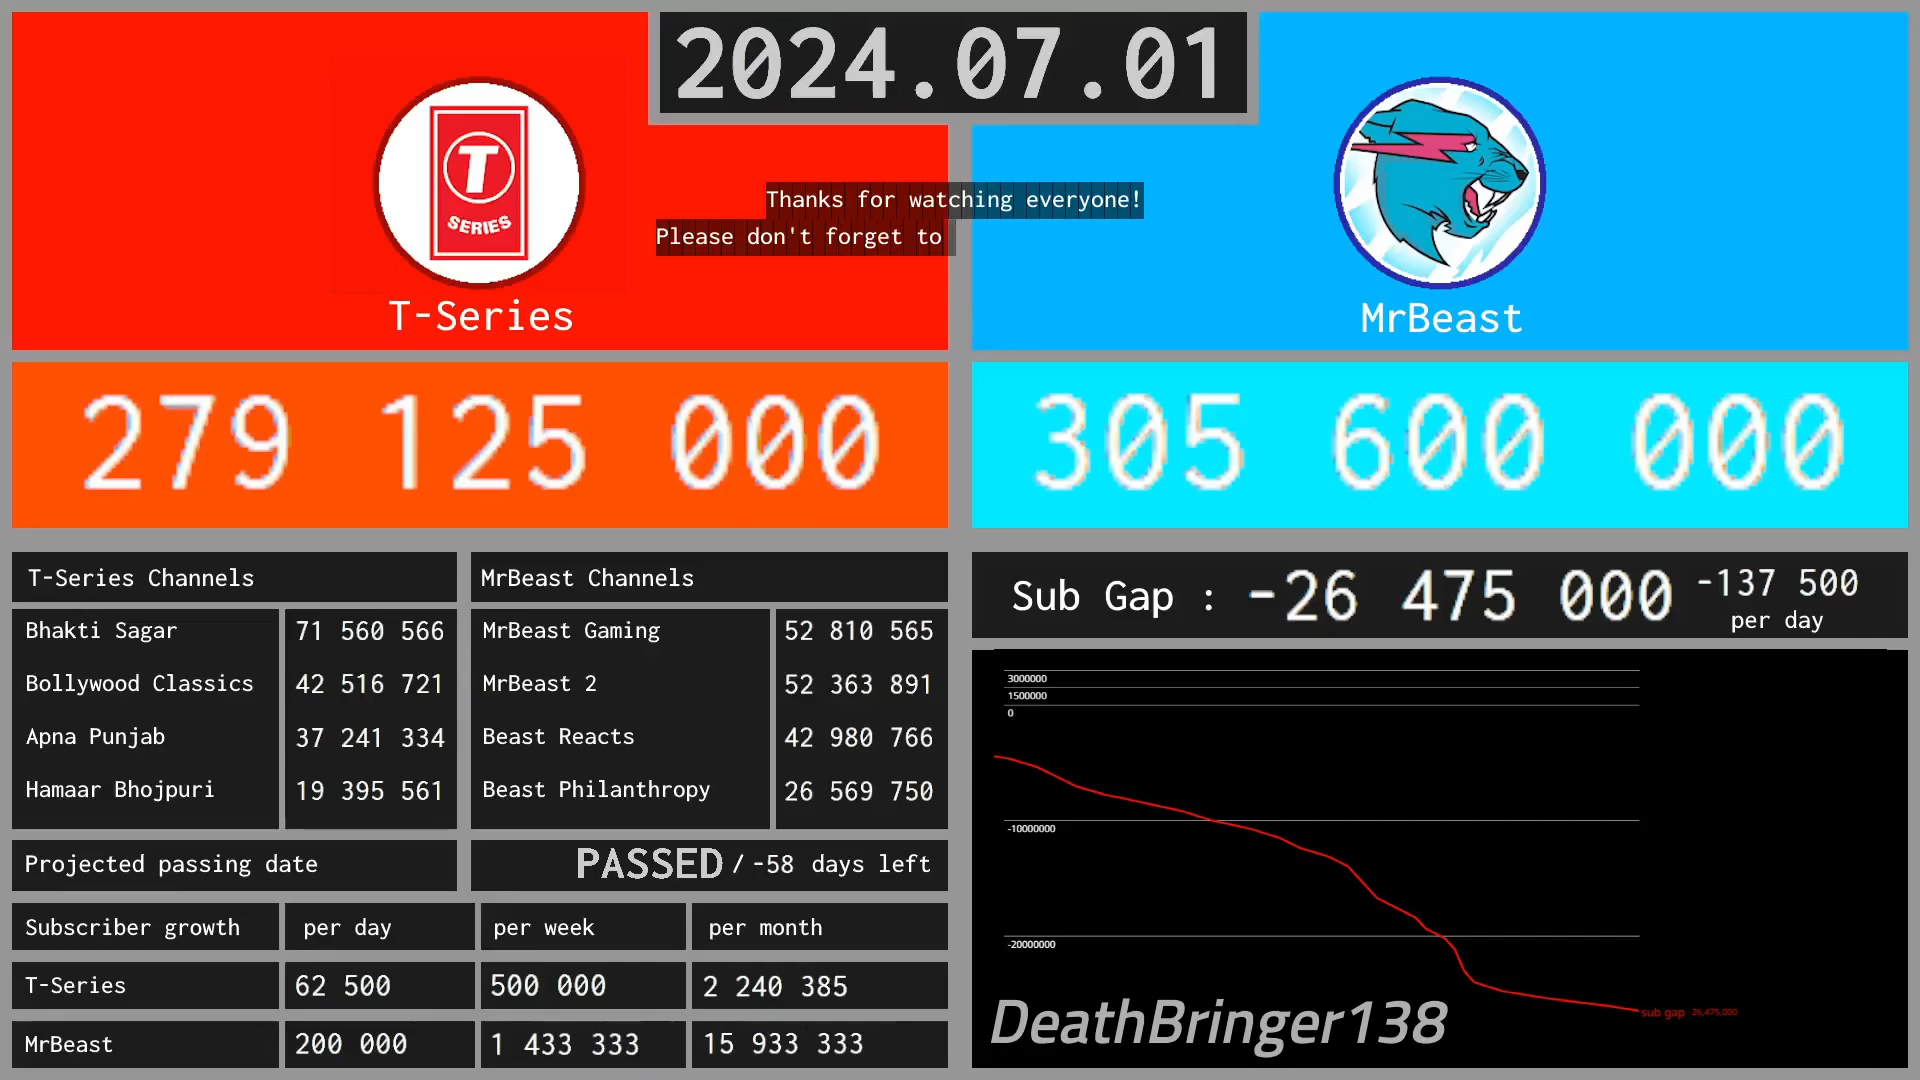 2024.07.01
T
SERIES
T-Series
MrBeast
Thanks for watching everyone!
Please don't forget to
279 125 000
305 600 000
T-Series Channels
Bhakti Sagar 71 560 566
Bollywood Classics 42 516 721
Apna Punjab 37 241 334
Hamaar Bhojpuri 19 395 561
MrBeast Channels
MrBeast Gaming 52 810 565
MrBeast 2 52 363 891
Beast Reacts 42 980 766
Beast Philanthropy 26 569 750
Projected passing date PASSED / -58 days left
Subscriber growth per day per week per month
T-Series 62 500 500 000 2 240 385
MrBeast 200 000 1 433 333 15 933 333
Sub Gap : -26 475 000 -137 500
per day
3000000
1500000
0
-10000000
-20000000
sub gap -26,475,000
DeathBringer138